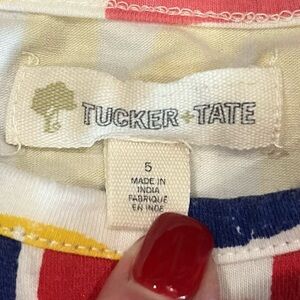 TUCKER+TATE
5
MADE IN
INDIA
FABRIQUÉ
EN INDE